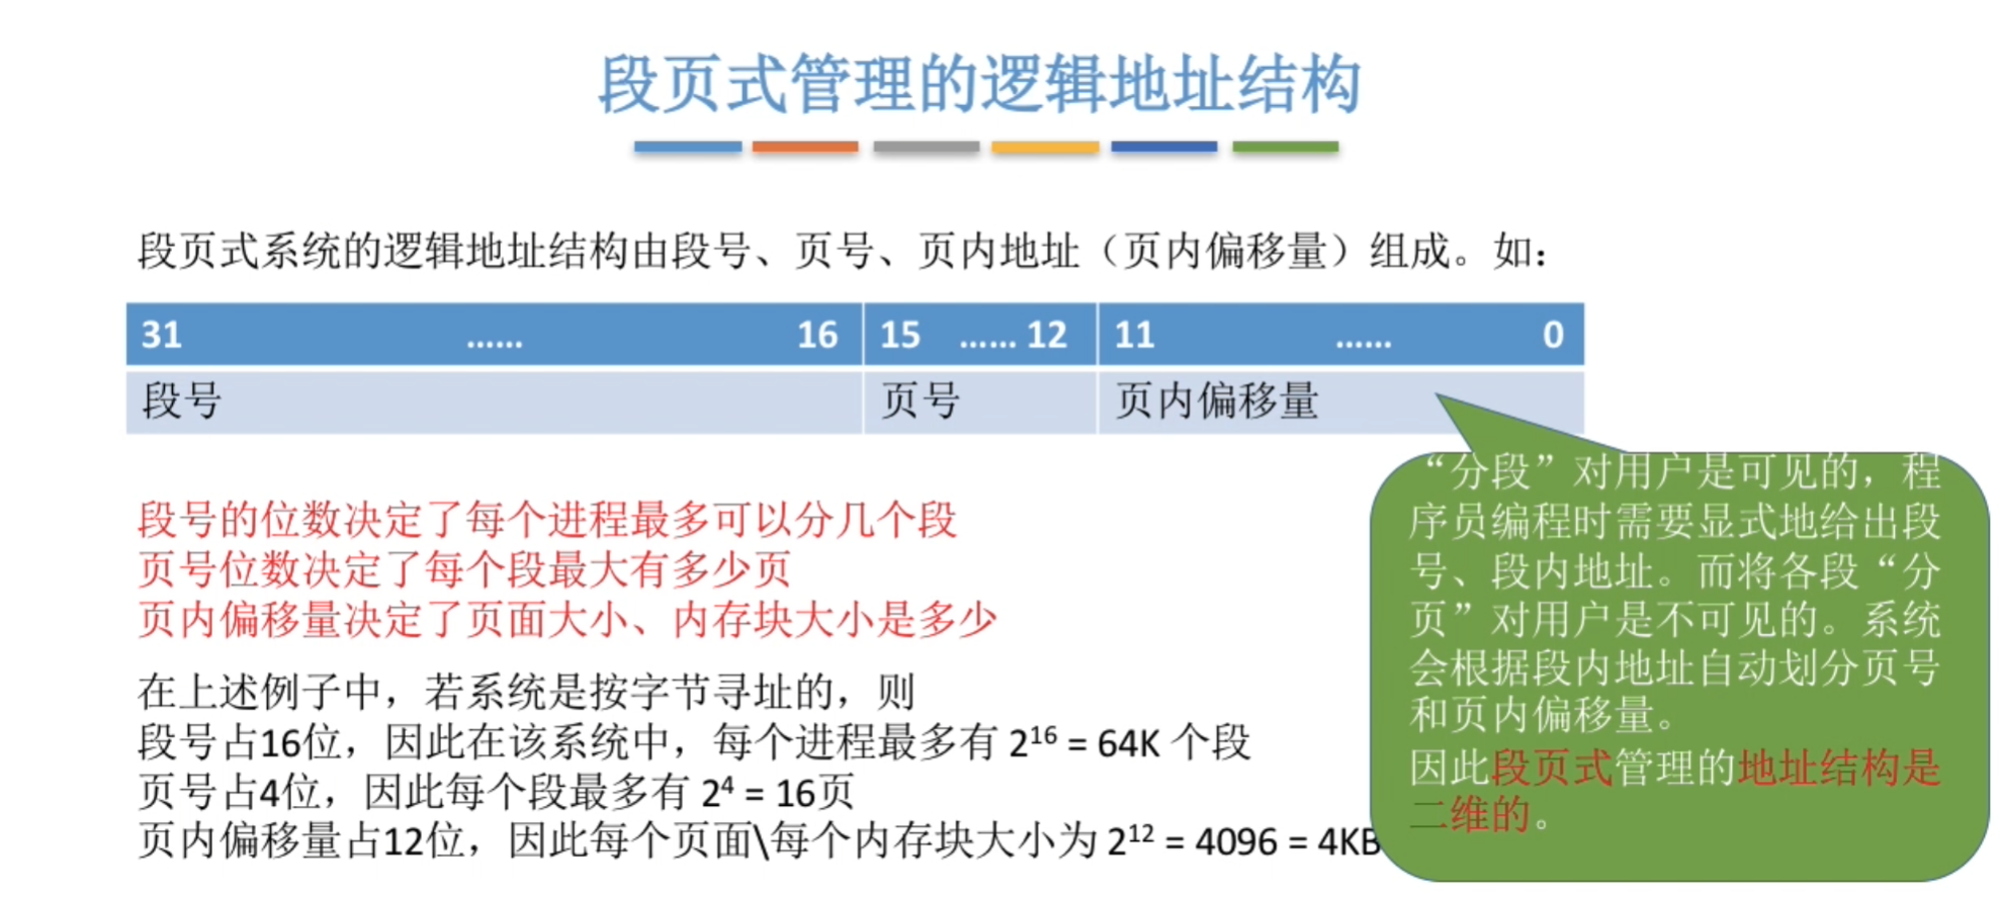 段页式管理的逻辑地址结构
段页式系统的逻辑地址结构由段号、页号、页内地址（页内偏移量）组成。如：
31 …… 16 15 …… 12 11 …… 0
段号 页号 页内偏移量
段号的位数决定了每个进程最多可以分几个段
页号位数决定了每个段最大有多少页
页内偏移量决定了页面大小、内存块大小是多少
在上述例子中，若系统是按字节寻址的，则
段号占16位，因此在该系统中，每个进程最多有 2¹⁶ = 64K 个段
页号占4位，因此每个段最多有 2⁴ = 16页
页内偏移量占12位，因此每个页面\每个内存块大小为 2¹² = 4096 = 4KB
“分段”对用户是可见的，程
序员编程时需要显式地给出段
号、段内地址。而将各段“分
页”对用户是不可见的。系统
会根据段内地址自动划分页号
和页内偏移量。
因此段页式管理的地址结构是
二维的。